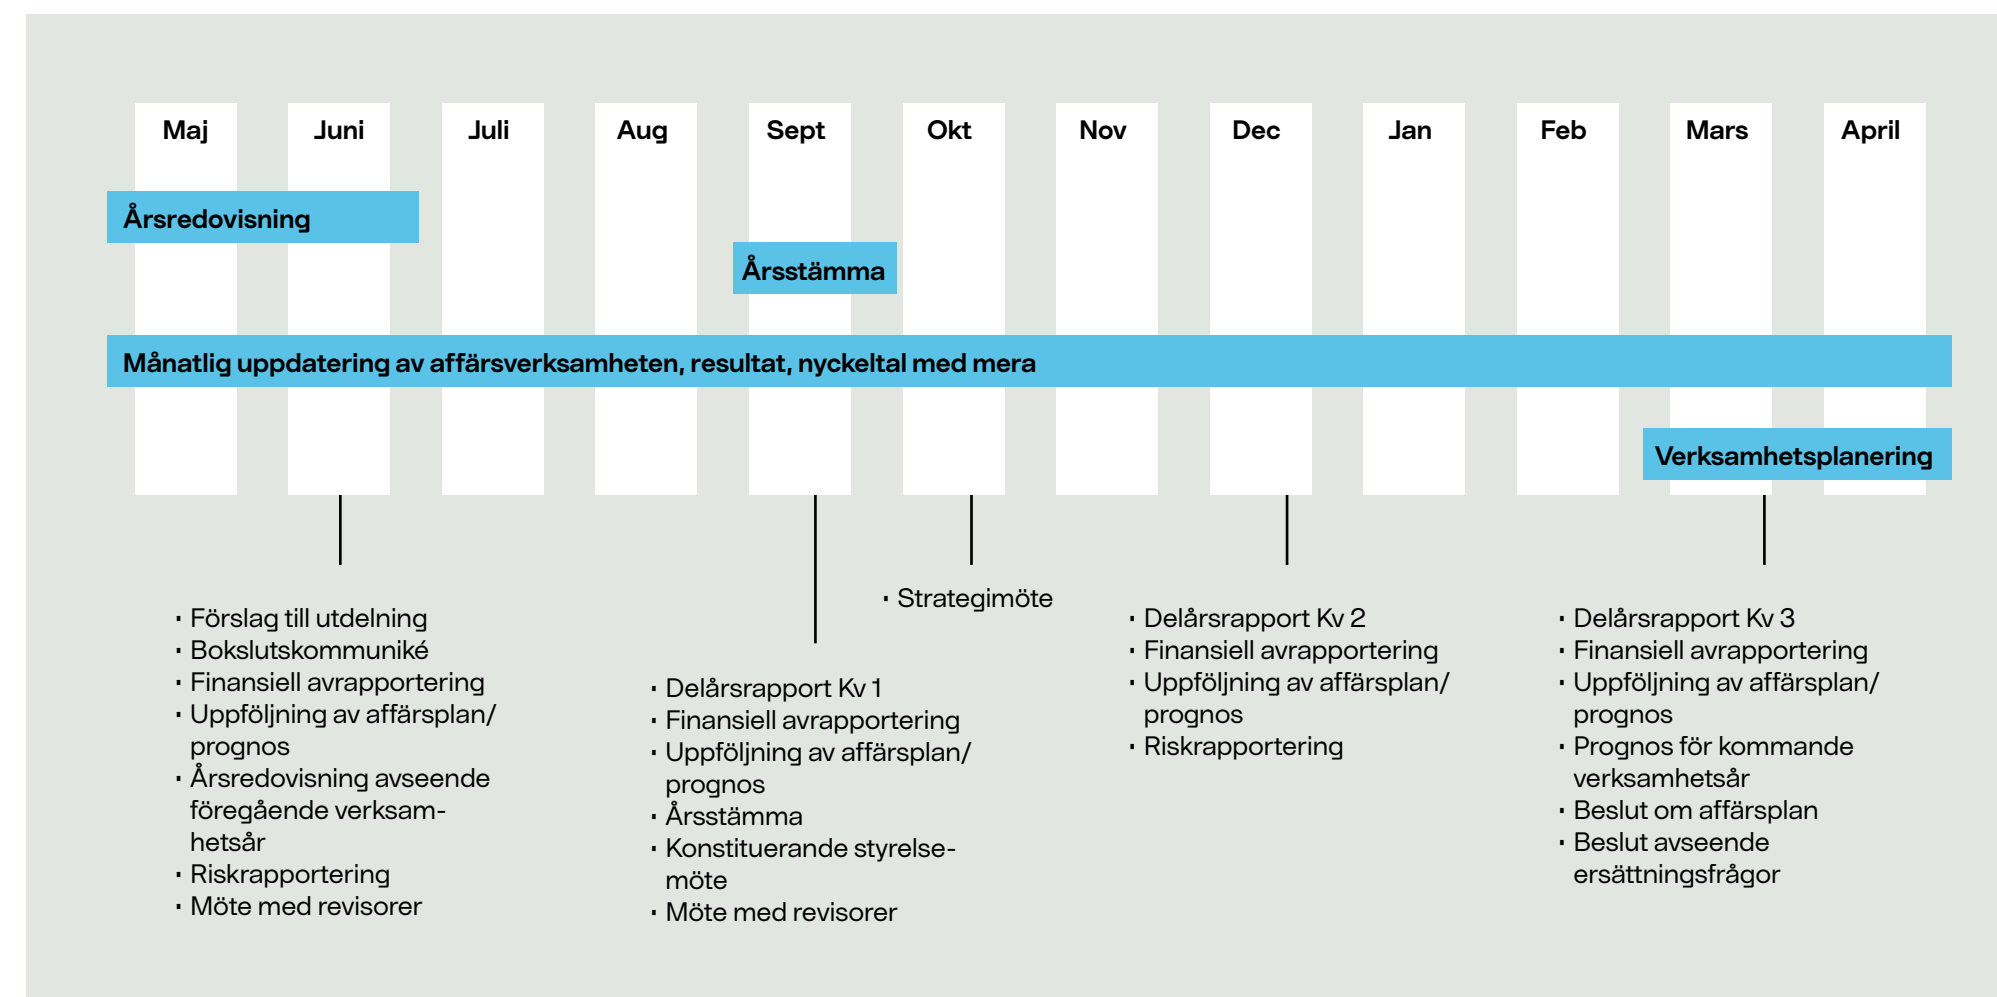 Maj Juni Juli Aug Sept Okt Nov Dec Jan Feb Mars April
Årsredovisning
Årsstämma
Månatlig uppdatering av affärsverksamheten, resultat, nyckeltal med mera
Verksamhetsplanering
· Förslag till utdelning
· Bokslutskommuniké
· Finansiell avrapportering
· Uppföljning av affärsplan/
prognos
· Årsredovisning avseende
föregående verksam-
hetsår
· Riskrapportering
· Möte med revisorer
· Delårsrapport Kv 1
· Finansiell avrapportering
· Uppföljning av affärsplan/
prognos
· Årsstämma
· Konstituerande styrelse-
möte
· Möte med revisorer
· Strategimöte
· Delårsrapport Kv 2
· Finansiell avrapportering
· Uppföljning av affärsplan/
prognos
· Riskrapportering
· Delårsrapport Kv 3
· Finansiell avrapportering
· Uppföljning av affärsplan/
prognos
· Prognos för kommande
verksamhetsår
· Beslut om affärsplan
· Beslut avseende
ersättningsfrågor